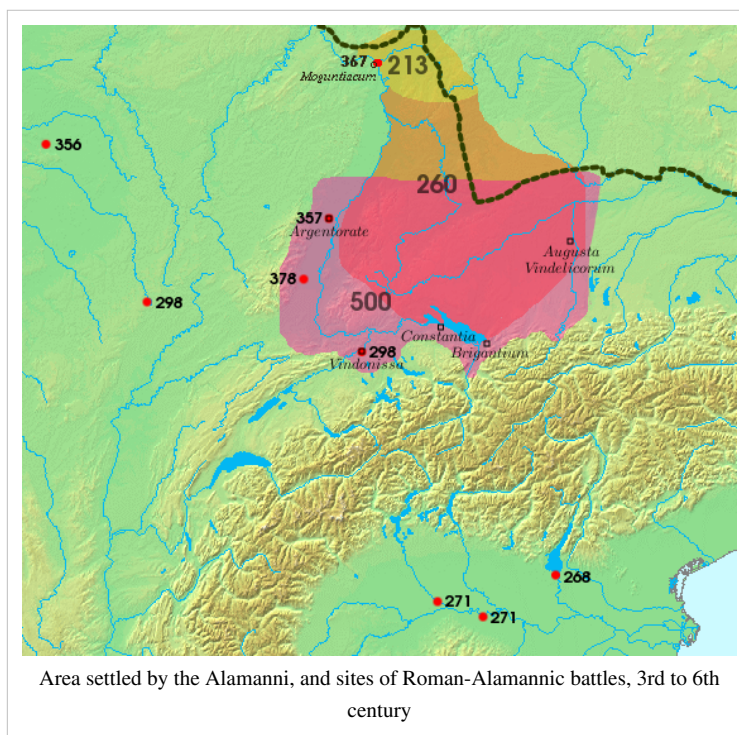 367
Moguntiacum
213
356
260
357
Argentorate
Augusta
Vindelicorum
378
500
298
Constantia
298
Brigantium
Vindonissa
268
271
271
Area settled by the Alamanni, and sites of Roman-Alamannic battles, 3rd to 6th
century